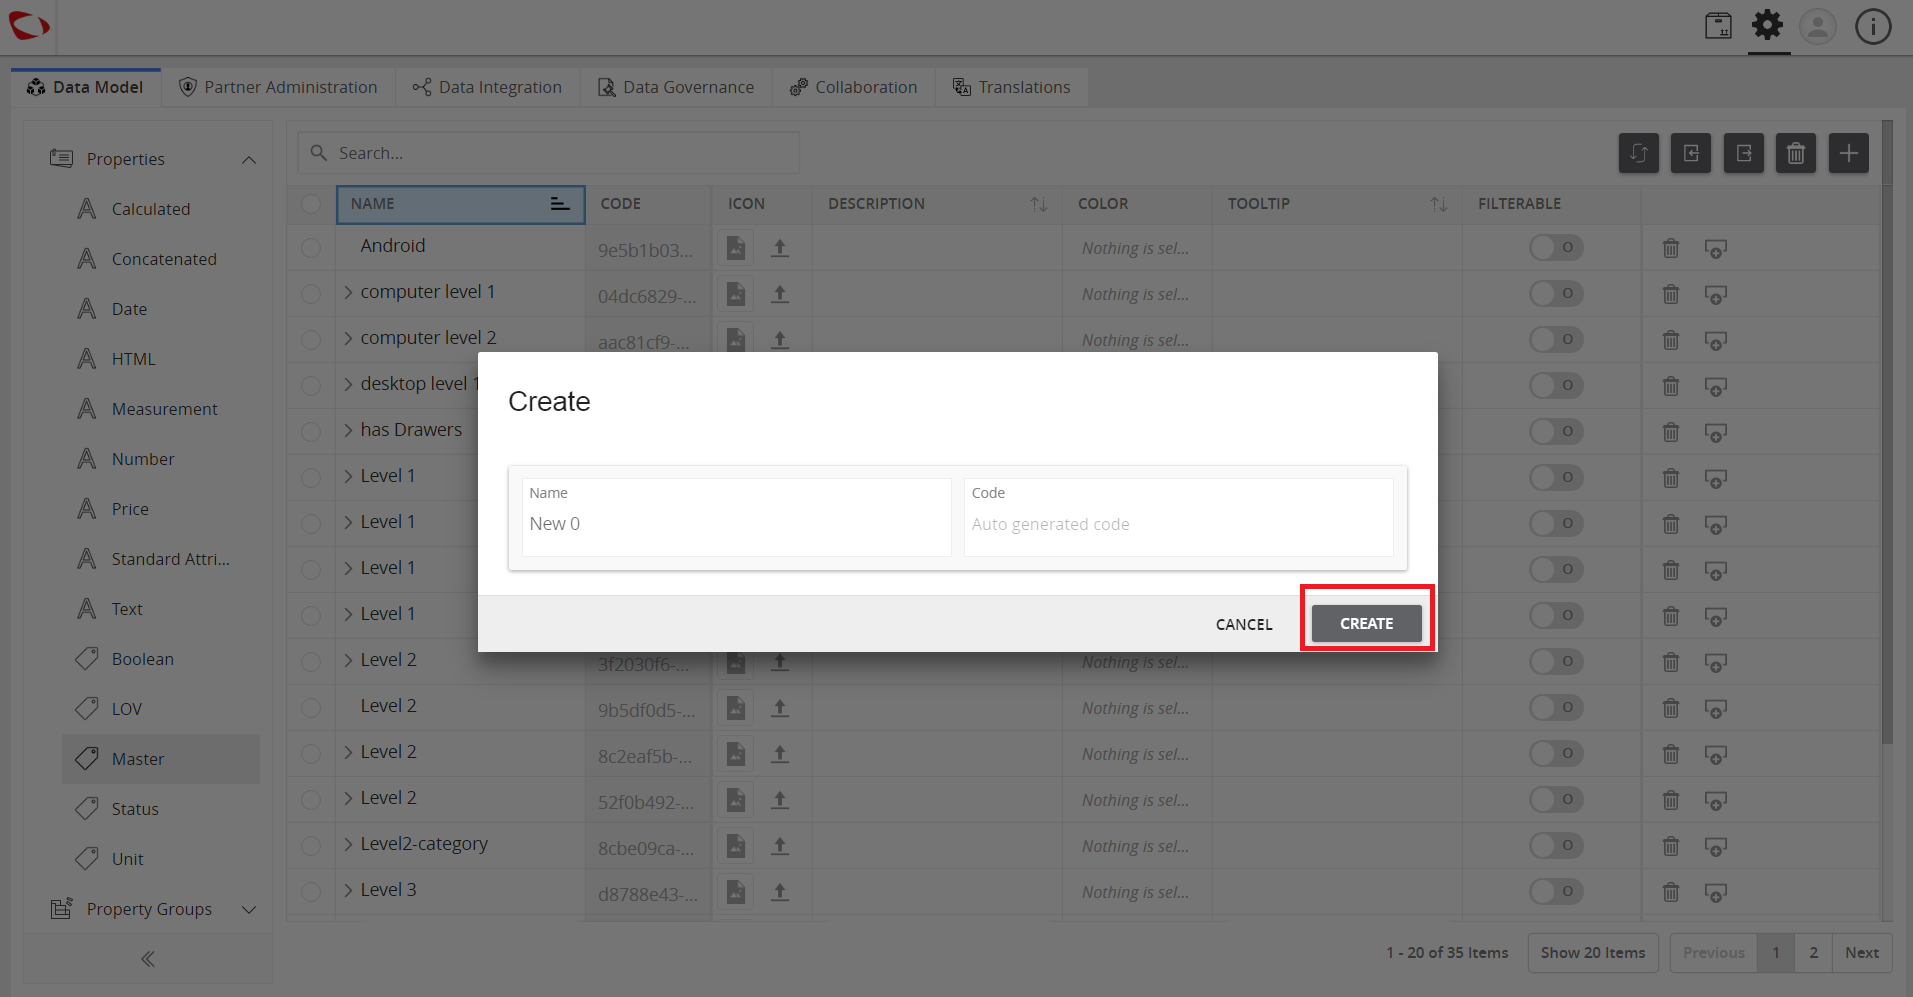 Data Model Partner Administration Data Integration Data Governance Collaboration Translations
Properties
Calculated
Concatenated
Date
HTML
Measurement
Number
Price
Standard Attri...
Text
Boolean
LOV
Master
Status
Unit
Property Groups
Search...
NAME CODE ICON DESCRIPTION COLOR TOOLTIP FILTERABLE
Android 9e5b1b03... Nothing is sel...
computer level 1 04dc6829-... Nothing is sel...
computer level 2 aac81cf9-... Nothing is sel...
desktop level 1
has Drawers
Level 1
Level 1
Level 1
Level 1
Level 2 3f2030f6-... Nothing is sel...
Level 2 9b5df0d5-... Nothing is sel...
Level 2 8c2eaf5b-... Nothing is sel...
Level 2 52f0b492-... Nothing is sel...
Level2-category 8cbe09ca-... Nothing is sel...
Level 3 d8788e43-... Nothing is sel...
Create
Name Code
New 0 Auto generated code
CANCEL CREATE
1 - 20 of 35 Items Show 20 Items Previous 1 2 Next